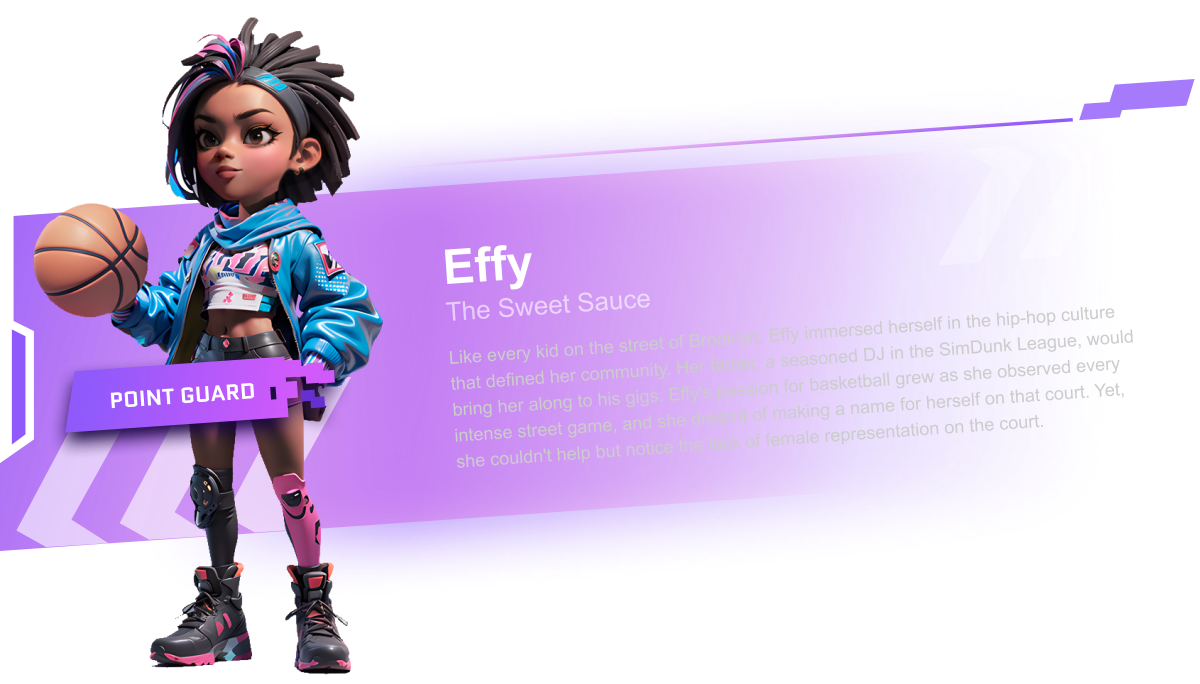 Effy
The Sweet Sauce
Like every kid on the street of Brooklyn, Effy immersed herself in the hip-hop culture
that defined her community. Her father, a seasoned DJ in the SimDunk League, would
bring her along to his gigs. Effy's passion for basketball grew as she observed every
intense street game, and she dreams of making a name for herself on that court. Yet,
she couldn't help but notice the lack of female representation on the court.
POINT GUARD